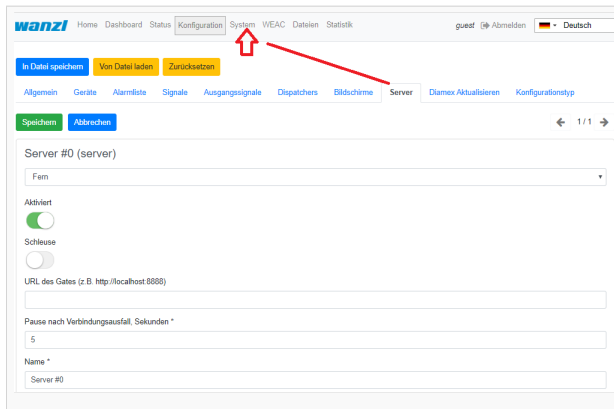 wanzl Home Dashboard Status Konfiguration System WEAC Dateien Statistik guest Abmelden Deutsch
In Datei speichern Von Datei laden Zurücksetzen
Allgemein Geräte Alarmliste Signale Ausgangssignale Dispatchers Bildschirme Server Diamex Aktualisieren Konfigurationstyp
Speichern Abbrechen 1 / 1
Server #0 (server)
Fern
Aktiviert
Schleuse
URL des Gates (z.B. http://localhost:8888)
Pause nach Verbindungsausfall, Sekunden *
5
Name *
Server #0